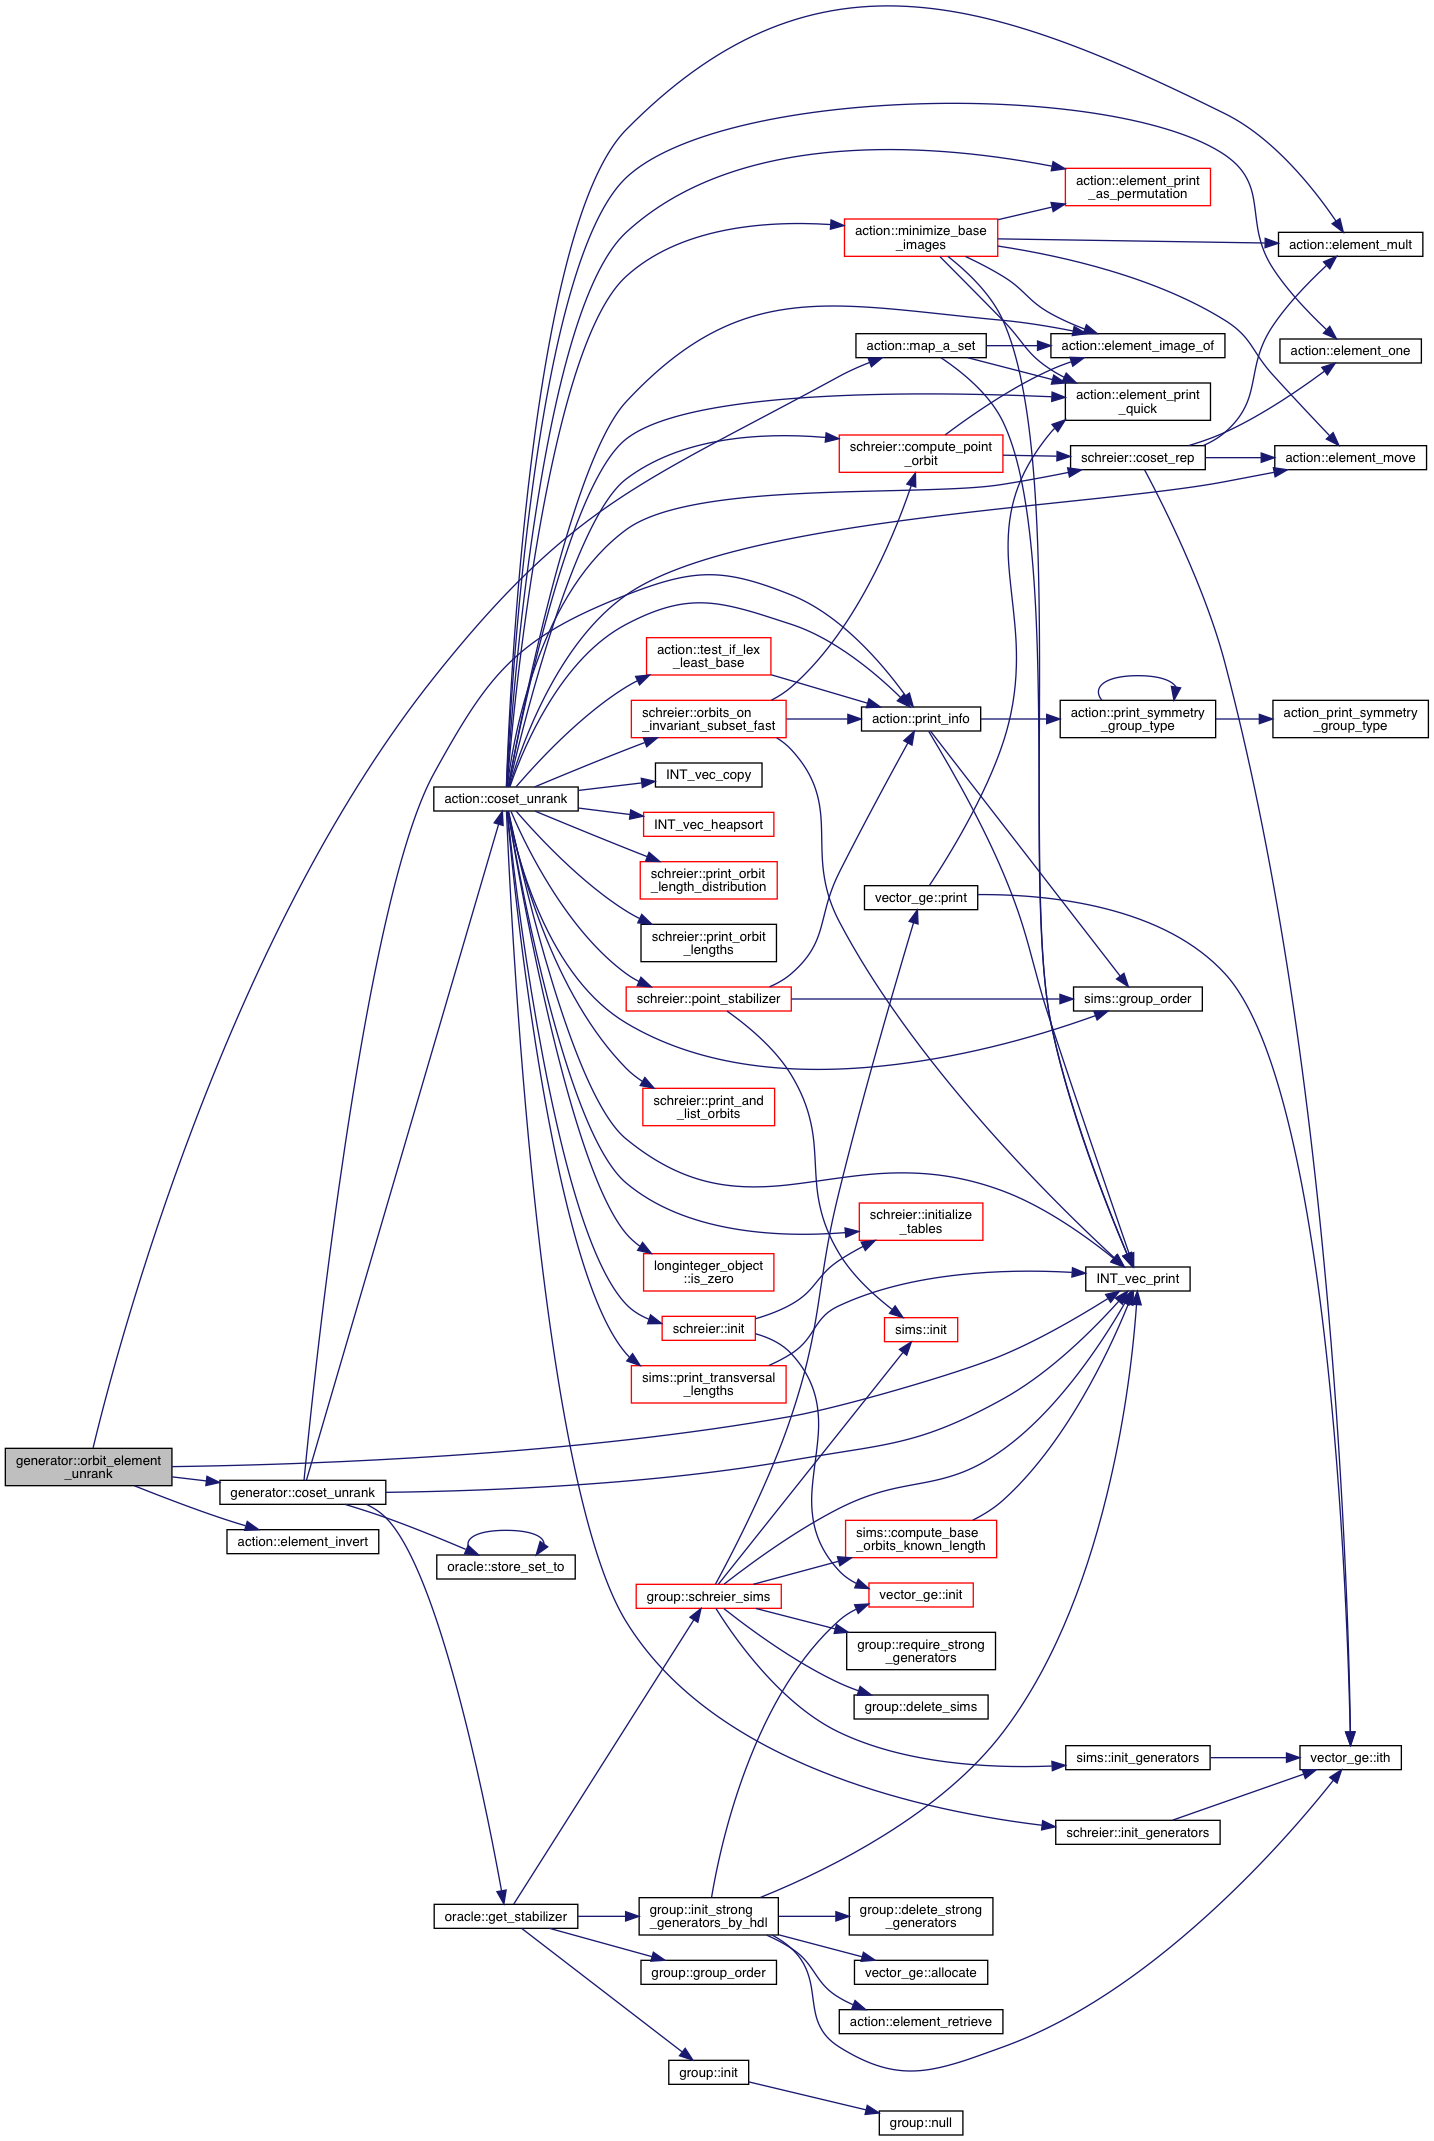 action::element_print
_as_permutation
action::minimize_base
_images
action::element_mult
action::map_a_set
action::element_image_of
action::element_one
action::element_print
_quick
schreier::compute_point
_orbit
schreier::coset_rep
action::element_move
action::test_if_lex
_least_base
schreier::orbits_on
_invariant_subset_fast
action::print_info
action::print_symmetry
_group_type
action_print_symmetry
_group_type
INT_vec_copy
action::coset_unrank
INT_vec_heapsort
schreier::print_orbit
_length_distribution
vector_ge::print
schreier::print_orbit
_lengths
schreier::point_stabilizer
sims::group_order
schreier::print_and
_list_orbits
schreier::initialize
_tables
longinteger_object
::is_zero
INT_vec_print
schreier::init
sims::init
sims::print_transversal
_lengths
generator::orbit_element
_unrank
generator::coset_unrank
action::element_invert
oracle::store_set_to
sims::compute_base
_orbits_known_length
group::schreier_sims
vector_ge::init
group::require_strong
_generators
group::delete_sims
sims::init_generators
vector_ge::ith
schreier::init_generators
oracle::get_stabilizer
group::init_strong
_generators_by_hdl
group::delete_strong
_generators
group::group_order
vector_ge::allocate
action::element_retrieve
group::init
group::null